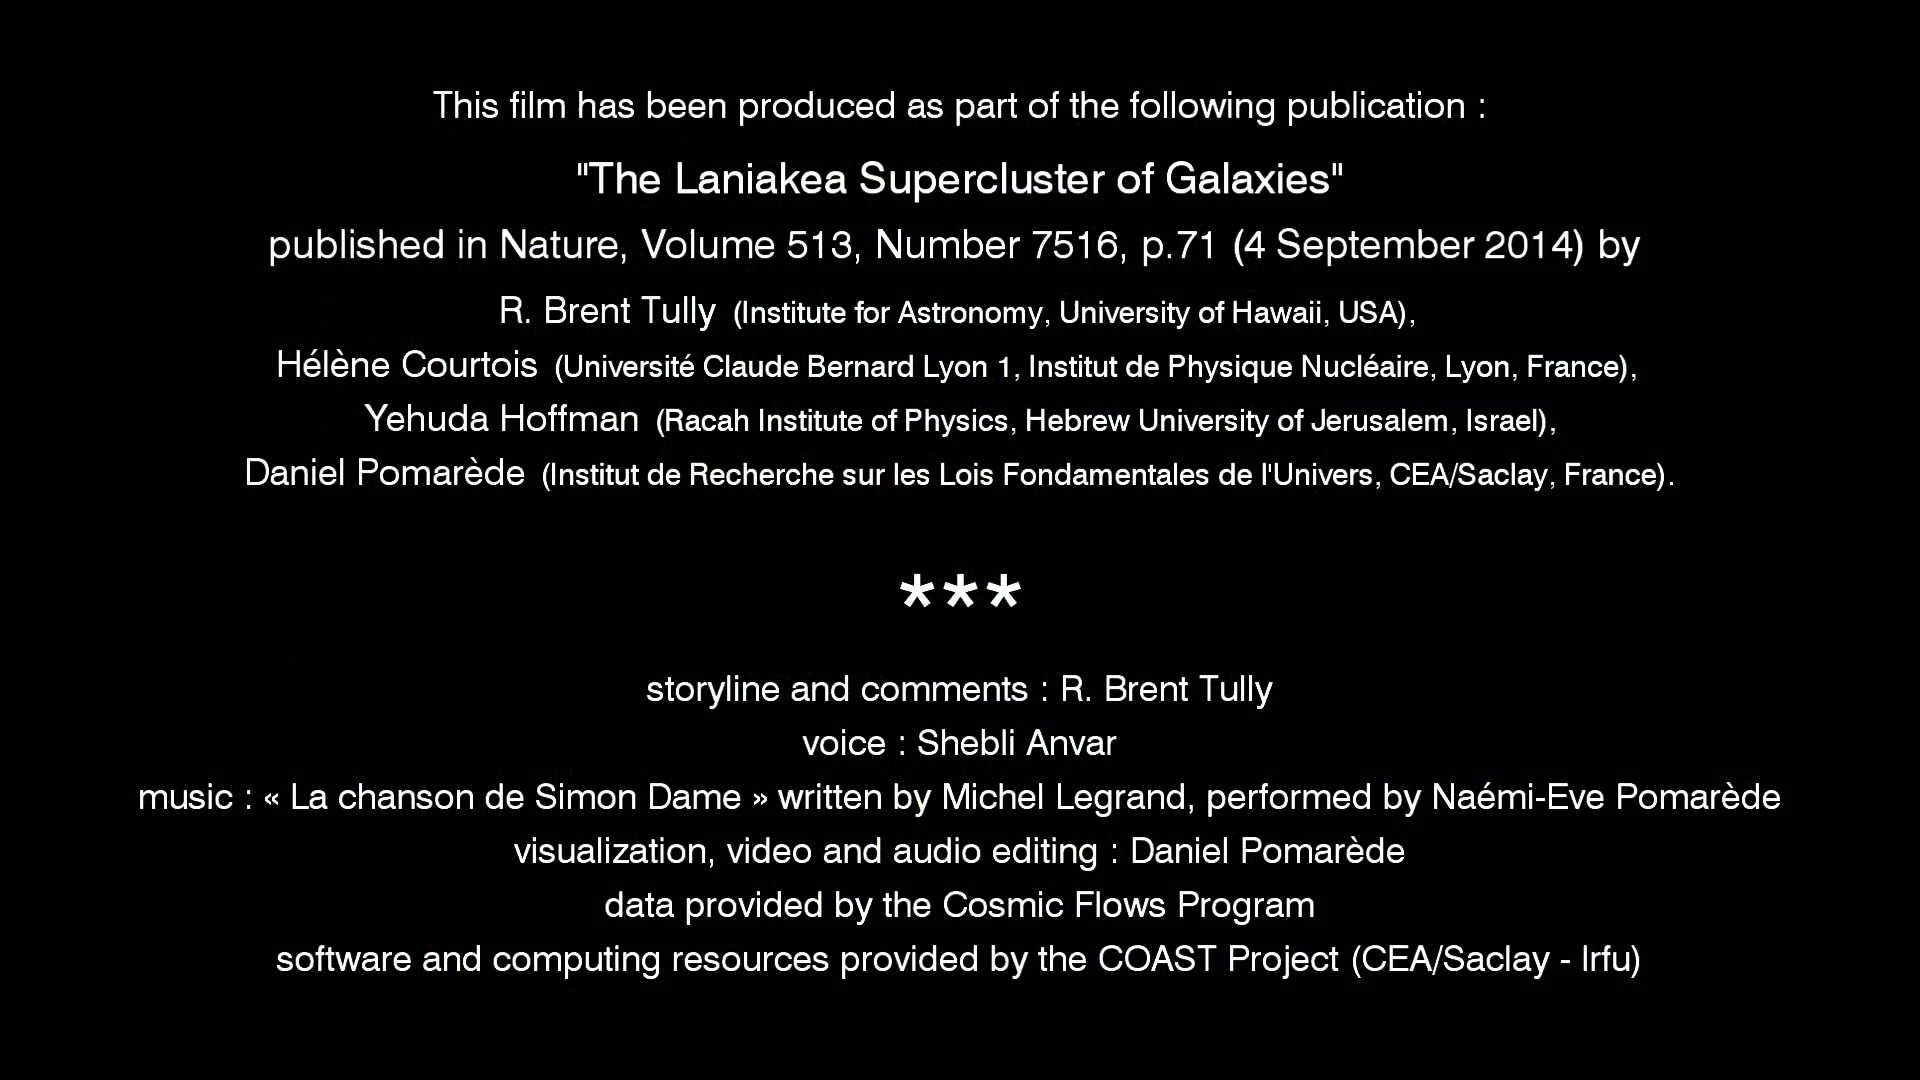 This film has been produced as part of the following publication :
"The Laniakea Supercluster of Galaxies"
published in Nature, Volume 513, Number 7516, p.71 (4 September 2014) by
R. Brent Tully (Institute for Astronomy, University of Hawaii, USA),
Hélène Courtois (Université Claude Bernard Lyon 1, Institut de Physique Nucléaire, Lyon, France),
Yehuda Hoffman (Racah Institute of Physics, Hebrew University of Jerusalem, Israel),
Daniel Pomarède (Institut de Recherche sur les Lois Fondamentales de l'Univers, CEA/Saclay, France).
***
storyline and comments : R. Brent Tully
voice : Shebli Anvar
music : « La chanson de Simon Dame » written by Michel Legrand, performed by Naémi-Eve Pomarède
visualization, video and audio editing : Daniel Pomarède
data provided by the Cosmic Flows Program
software and computing resources provided by the COAST Project (CEA/Saclay - Irfu)